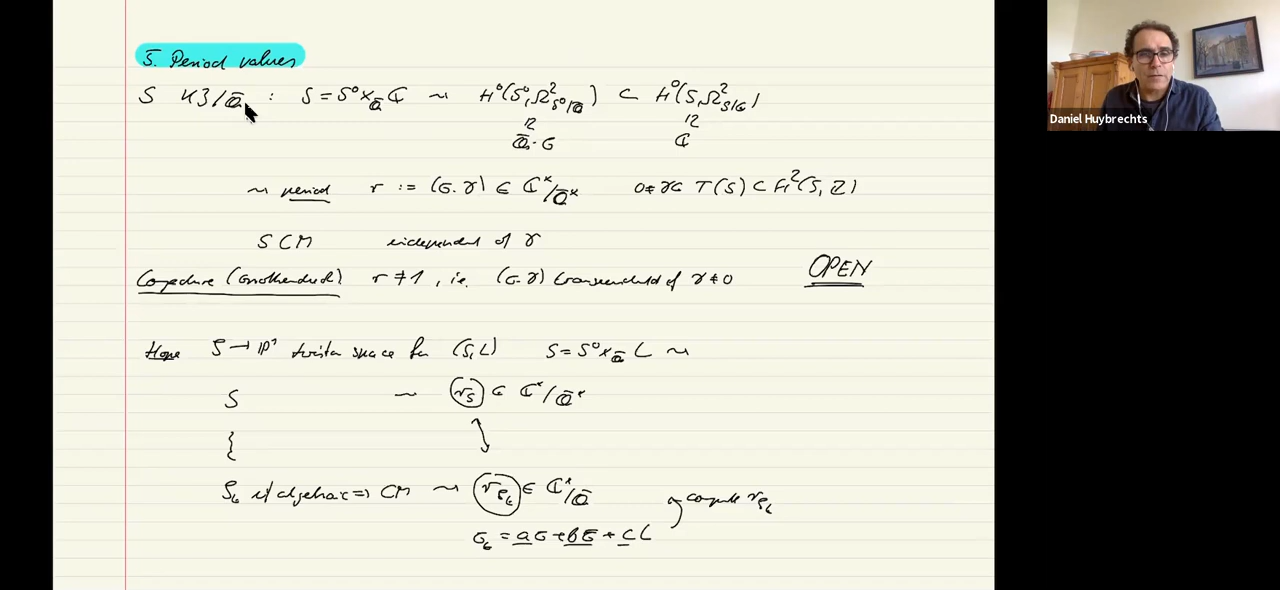 5. Period values
S K3/ℚ̄ : S = S⁰ ×_ℚ̄ ℂ ⇝ H⁰(S⁰, Ω²_{S⁰/ℚ̄}) ⊂ H⁰(S, Ω²_{S/ℂ})
≀∥ ≀∥
ℚ̄·σ ℂ
⇝ period r := (σ.γ) ∈ ℂ*/ℚ̄* 0≠γ∈ T(S) ⊂ H²(S, ℤ)
S CM independent of γ
Conjecture (Grothendieck) r ≠ 1, i.e. (σ.γ) transcendental if γ≠0 OPEN
Hope S → ℙ¹ twistor space for (S, L) S = S⁰ ×_ℚ̄ ℂ ⇝
S ⇝ r_S ∈ ℂ*/ℚ̄*
S_t if algebraic ⇒ CM ⇝ r_{S_t} ∈ ℂ*/ℚ̄
compute r_{S_t}
σ_t = aσ + bσ̄ + cL
Daniel Huybrechts